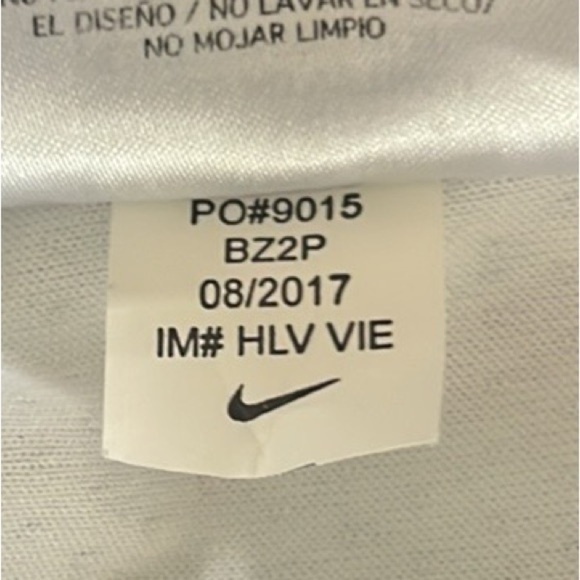 EL DISEÑO / NO LAVAR EN SECO/
NO MOJAR LIMPIO
PO#9015
BZ2P
08/2017
IM# HLV VIE